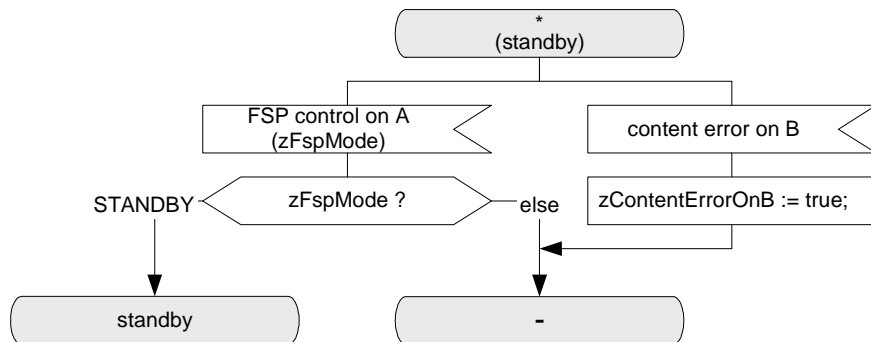 *
(standby)
FSP control on A
(zFspMode)
content error on B
STANDBY
zFspMode ?
else
zContentErrorOnB := true;
standby
-